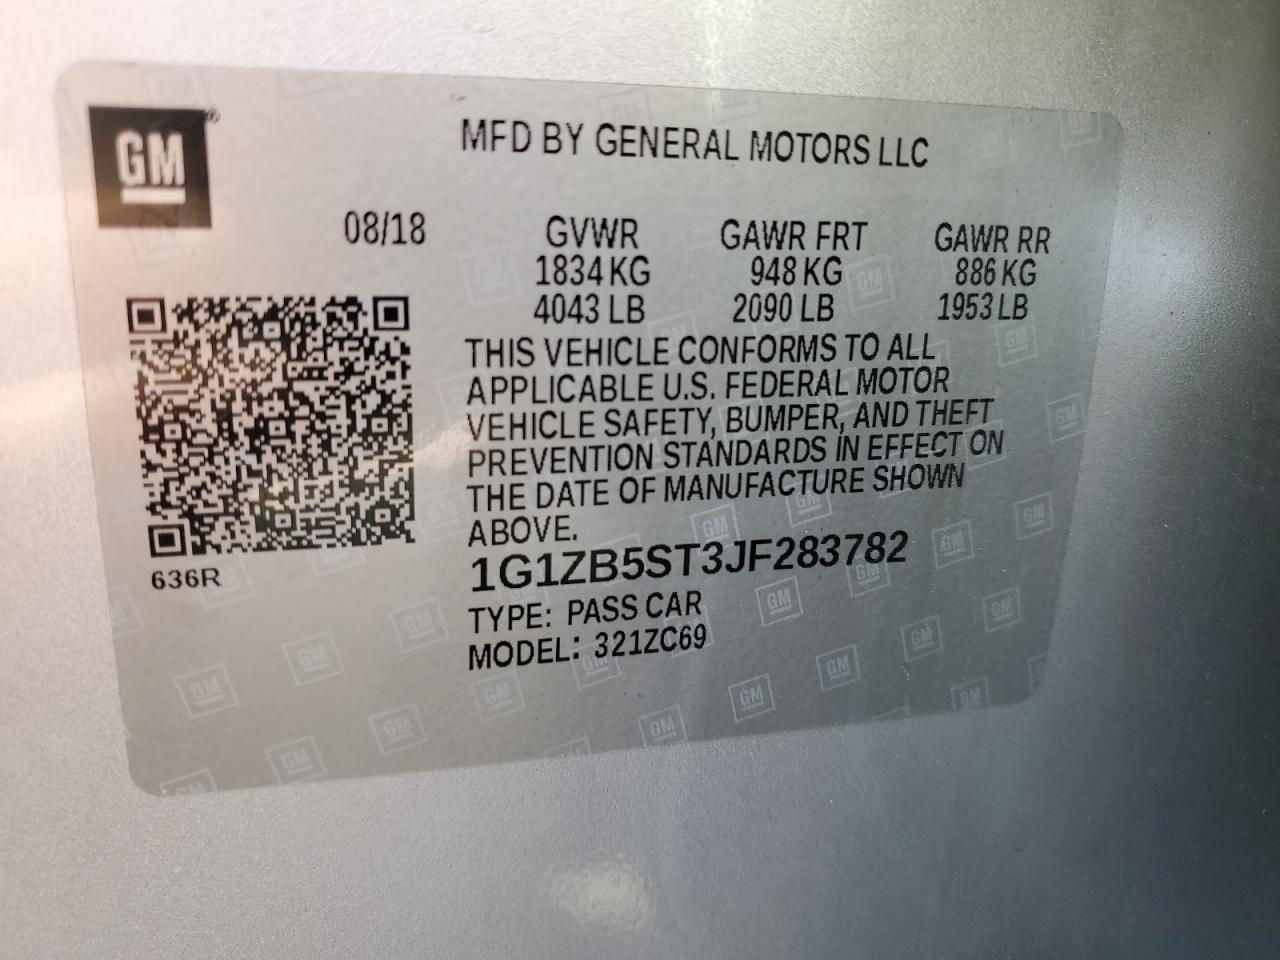 GM®
MFD BY GENERAL MOTORS LLC
08/18 GVWR GAWR FRT GAWR RR
1834 KG 948 KG 886 KG
4043 LB 2090 LB 1953 LB
THIS VEHICLE CONFORMS TO ALL
APPLICABLE U.S. FEDERAL MOTOR
VEHICLE SAFETY, BUMPER, AND THEFT
PREVENTION STANDARDS IN EFFECT ON
THE DATE OF MANUFACTURE SHOWN
ABOVE.
636R
1G1ZB5ST3JF283782
TYPE: PASS CAR
MODEL: 321ZC69